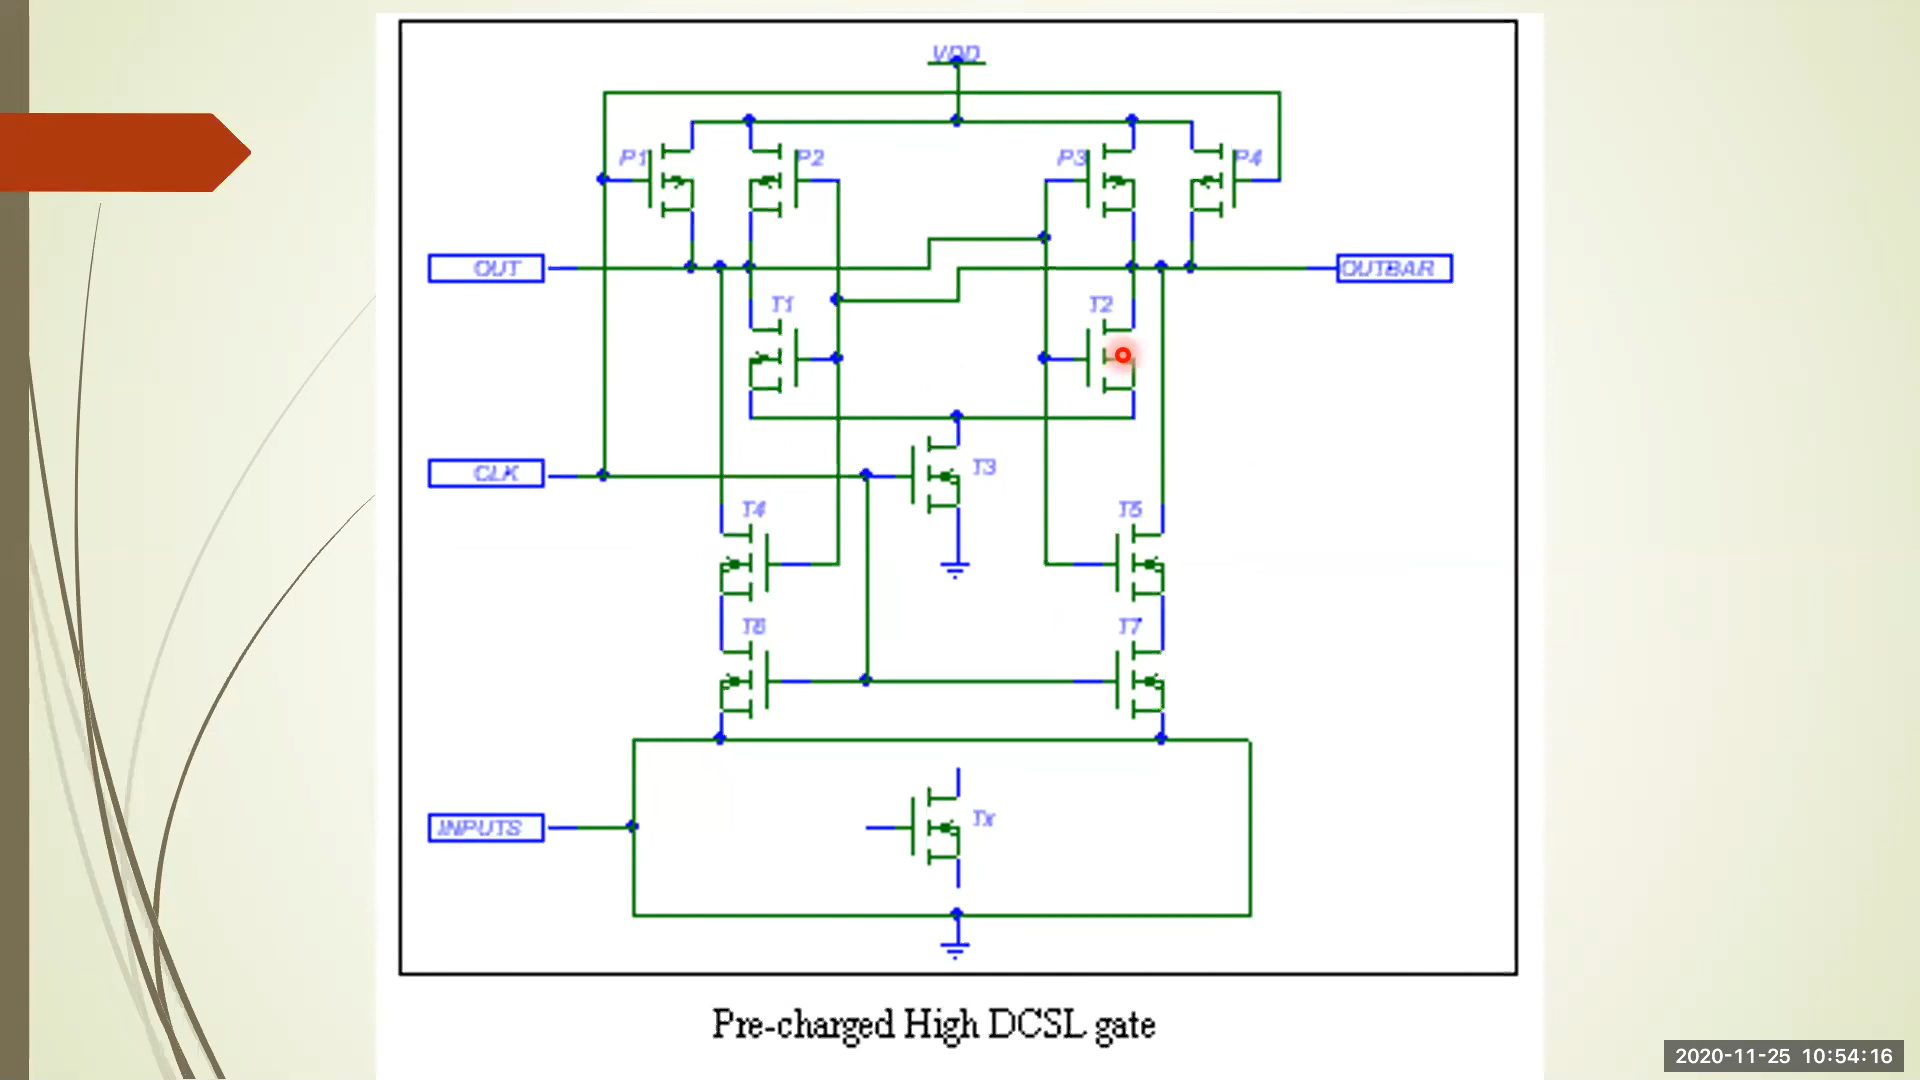 VDD
P1 P2 P3 P4
OUT OUTBAR
T1 T2
CLK T3
T4 T5
T6 T7
INPUTS Tx
Pre-charged High DCSL gate
2020-11-25 10:54:16